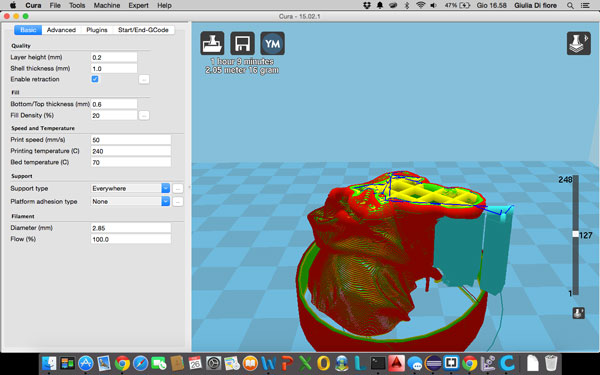 Cura File Tools Machine Expert Help 47% Gio 16.58 Giulia Di fiore
Cura - 15.02.1
Basic Advanced Plugins Start/End-GCode
Quality
Layer height (mm) 0.2
Shell thickness (mm) 1.0
Enable retraction ...
Fill
Bottom/Top thickness (mm) 0.6
Fill Density (%) 20 ...
Speed and Temperature
Print speed (mm/s) 50
Printing temperature (C) 240
Bed temperature (C) 70
Support
Support type Everywhere ...
Platform adhesion type None ...
Filament
Diameter (mm) 2.85
Flow (%) 100.0
YM
1 hour 9 minutes
2.05 meter 16 gram
248
127
1